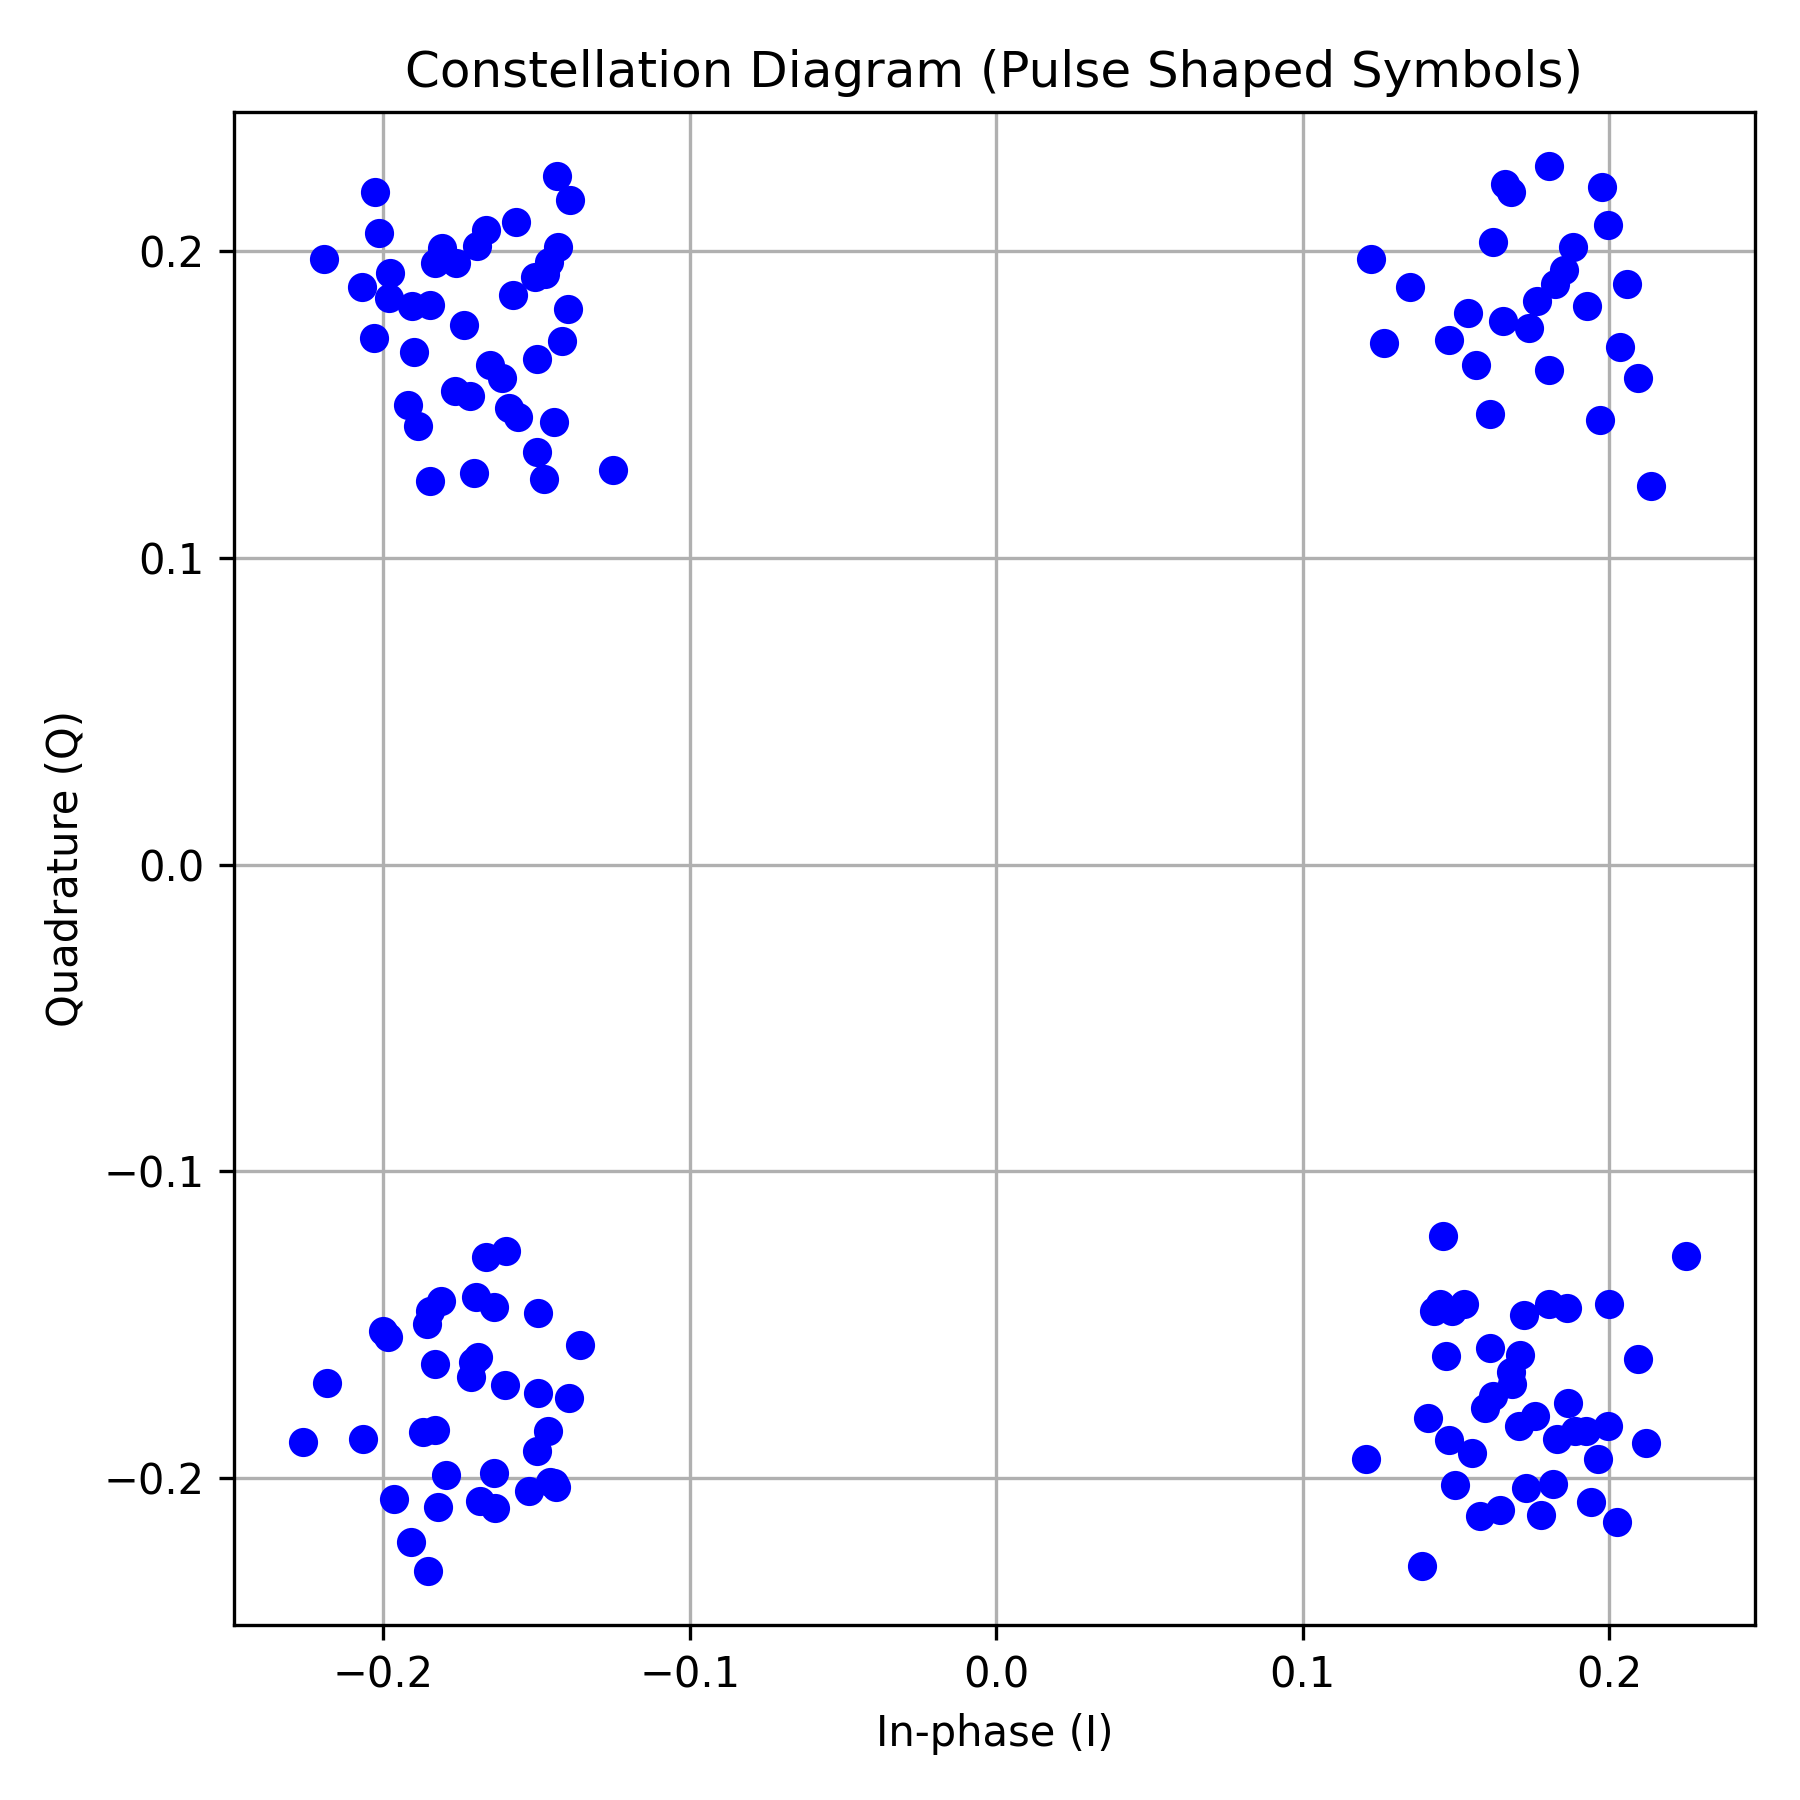 Constellation Diagram (Pulse Shaped Symbols)
0.2
0.1
0.0
−0.1
−0.2
Quadrature (Q)
−0.2 −0.1 0.0 0.1 0.2
In-phase (I)